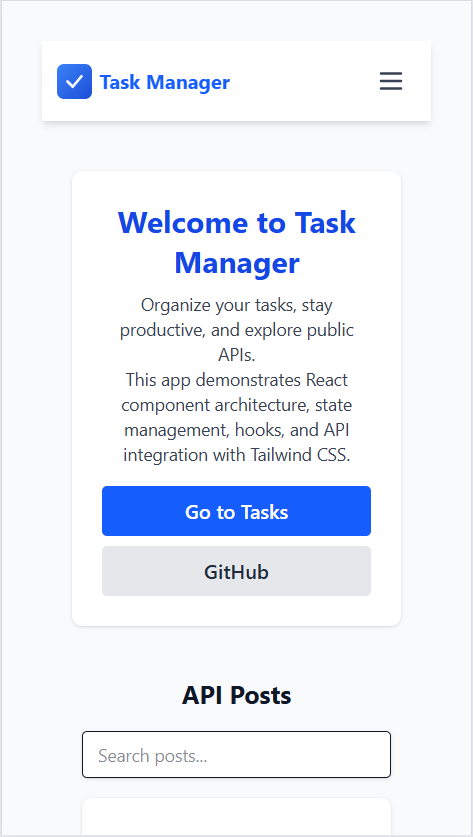 Task Manager
Welcome to Task
Manager
Organize your tasks, stay
productive, and explore public
APIs.
This app demonstrates React
component architecture, state
management, hooks, and API
integration with Tailwind CSS.
Go to Tasks
GitHub
API Posts
Search posts...